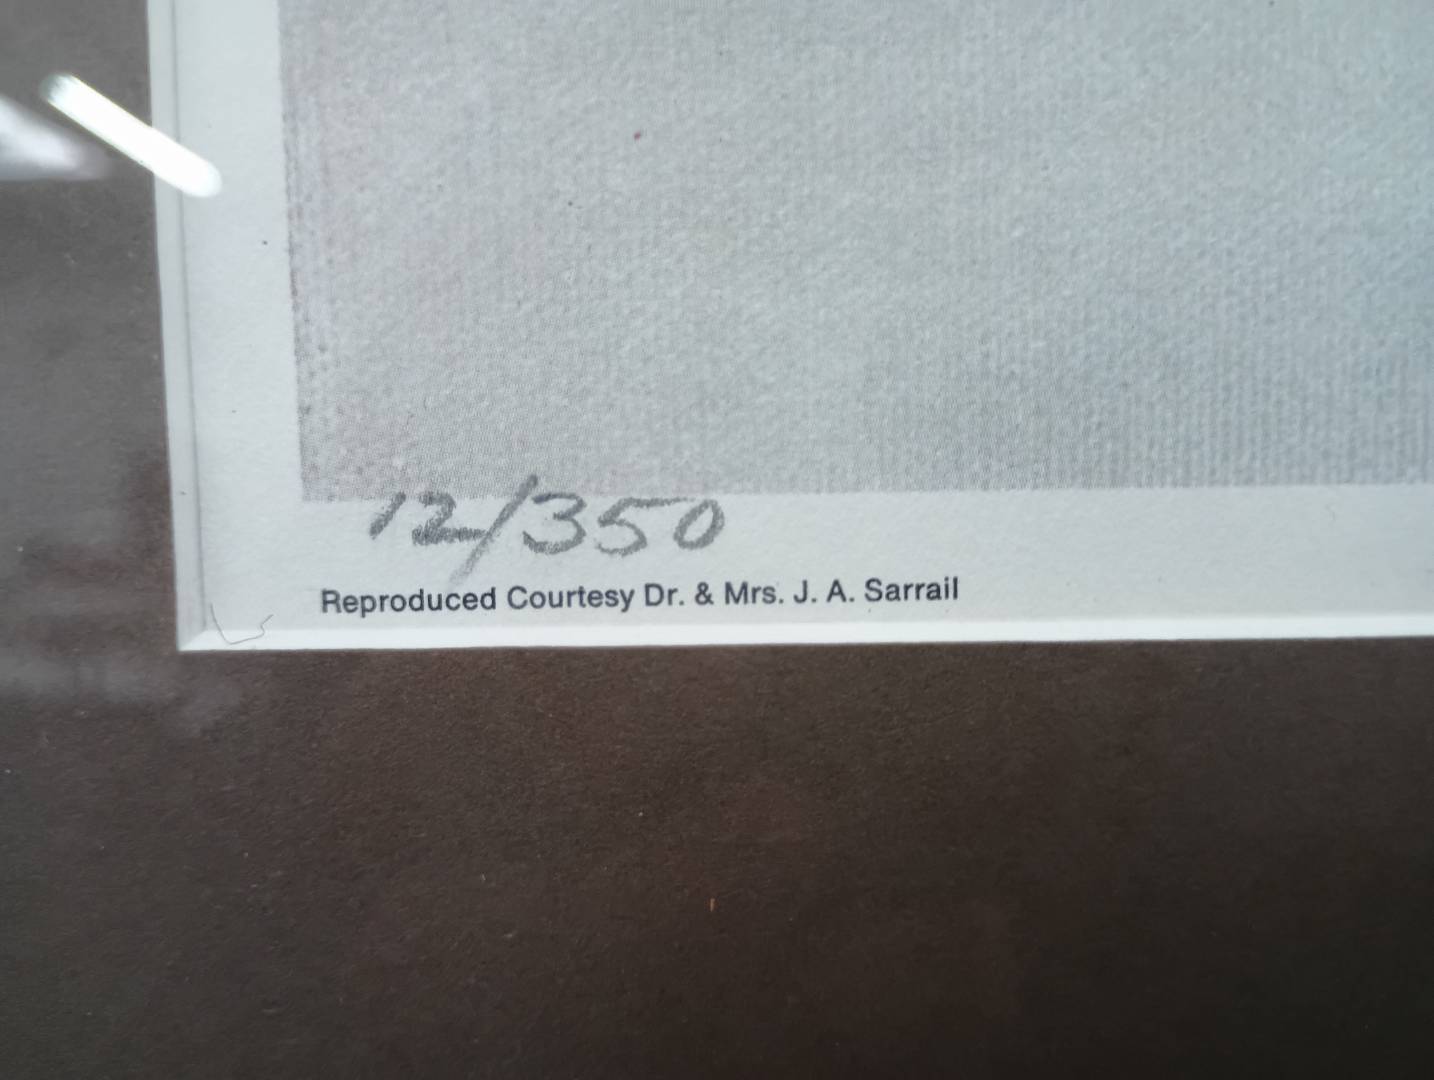 12/350
Reproduced Courtesy Dr. & Mrs. J. A. Sarrail